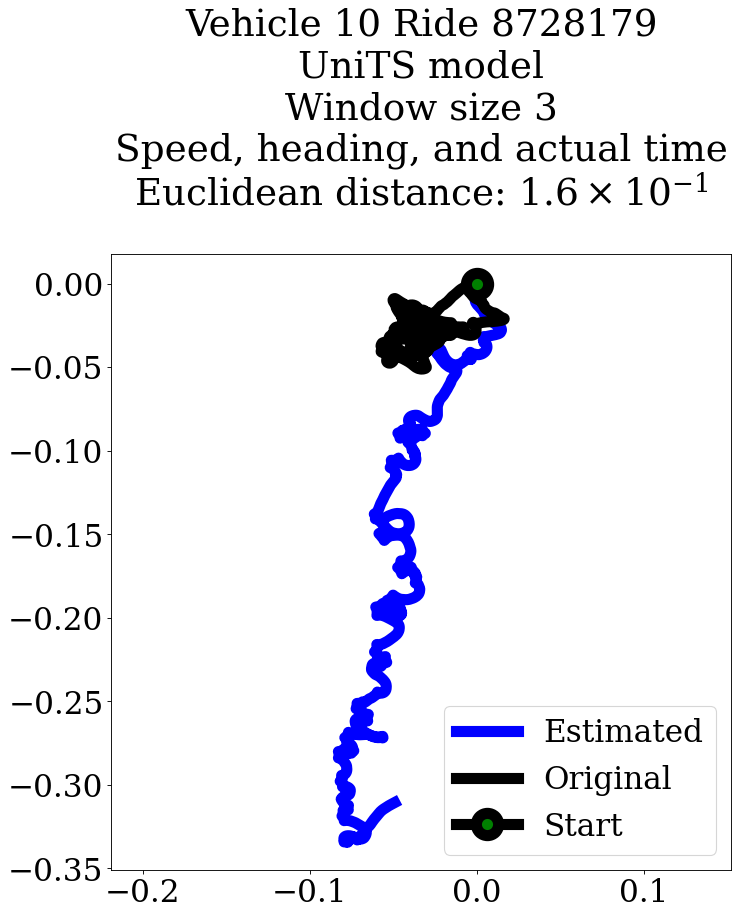 Vehicle 10 Ride 8728179
UniTS model
Window size 3
Speed, heading, and actual time
Euclidean distance: 1.6 × 10⁻¹
0.00
−0.05
−0.10
−0.15
−0.20
−0.25
−0.30
−0.35
−0.2
−0.1
0.0
0.1
Estimated
Original
Start